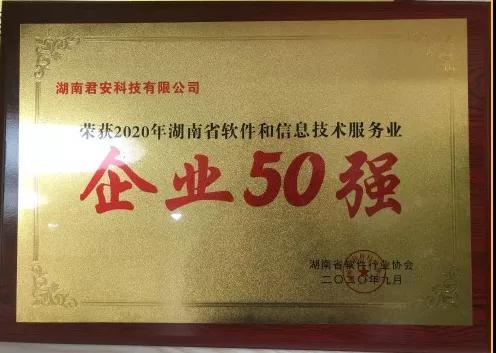 湖南君安科技有限公司
荣获2020年湖南省软件和信息技术服务业
企业50强
湖南省软件行业协会
二〇二〇年九月